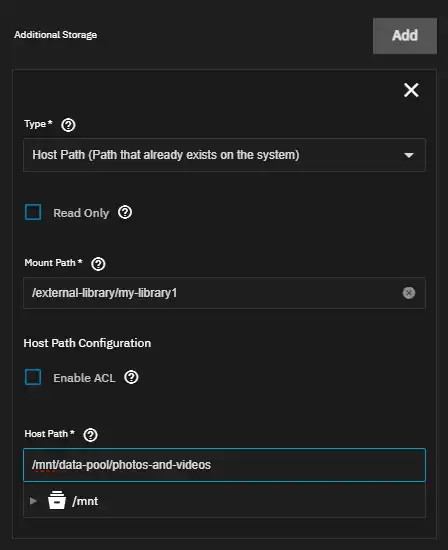 Additional Storage
Add
Type *
Host Path (Path that already exists on the system)
Read Only
Mount Path *
/external-library/my-library1
Host Path Configuration
Enable ACL
Host Path *
/mnt/data-pool/photos-and-videos
/mnt